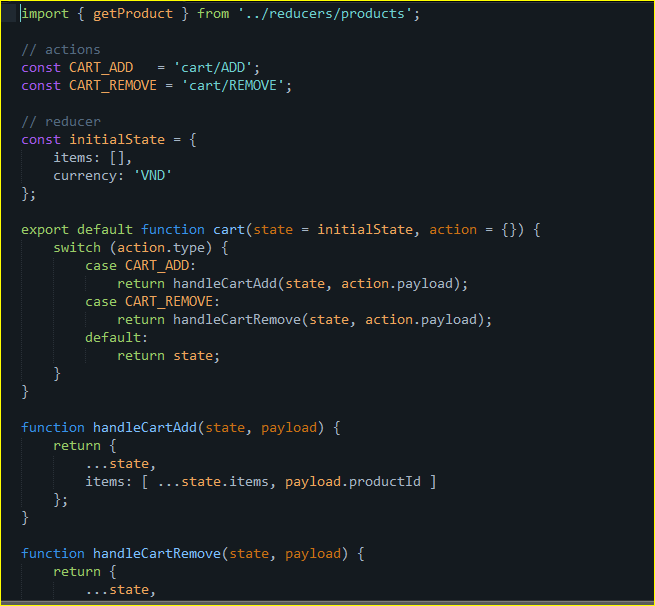 import { getProduct } from '../reducers/products';

// actions
const CART_ADD   = 'cart/ADD';
const CART_REMOVE = 'cart/REMOVE';

// reducer
const initialState = {
    items: [],
    currency: 'VND'
};

export default function cart(state = initialState, action = {}) {
    switch (action.type) {
        case CART_ADD:
            return handleCartAdd(state, action.payload);
        case CART_REMOVE:
            return handleCartRemove(state, action.payload);
        default:
            return state;
    }
}

function handleCartAdd(state, payload) {
    return {
        ...state,
        items: [ ...state.items, payload.productId ]
    };
}

function handleCartRemove(state, payload) {
    return {
        ...state,